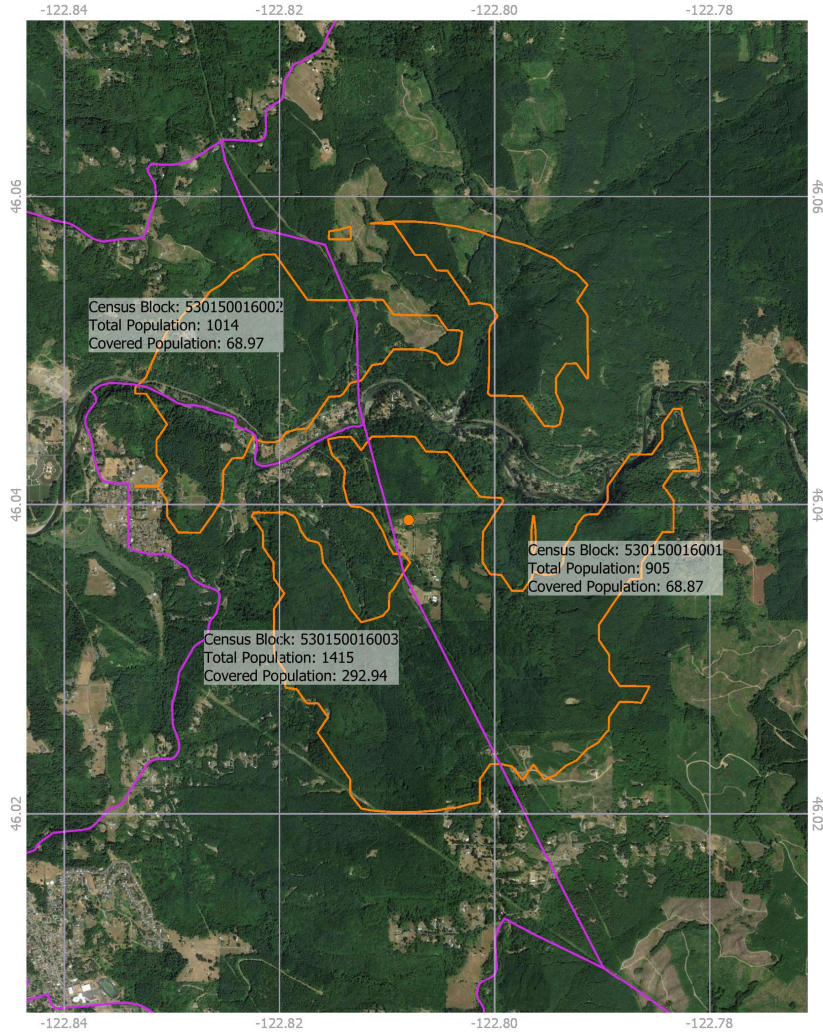 -122.84
-122.82
-122.80
-122.78
46.06
46.06
Census Block: 530150016002
Total Population: 1014
Covered Population: 68.97
46.04
46.04
Census Block: 530150016001
Total Population: 905
Covered Population: 68.87
Census Block: 530150016003
Total Population: 1415
Covered Population: 292.94
46.02
46.02
-122.84
-122.82
-122.80
-122.78